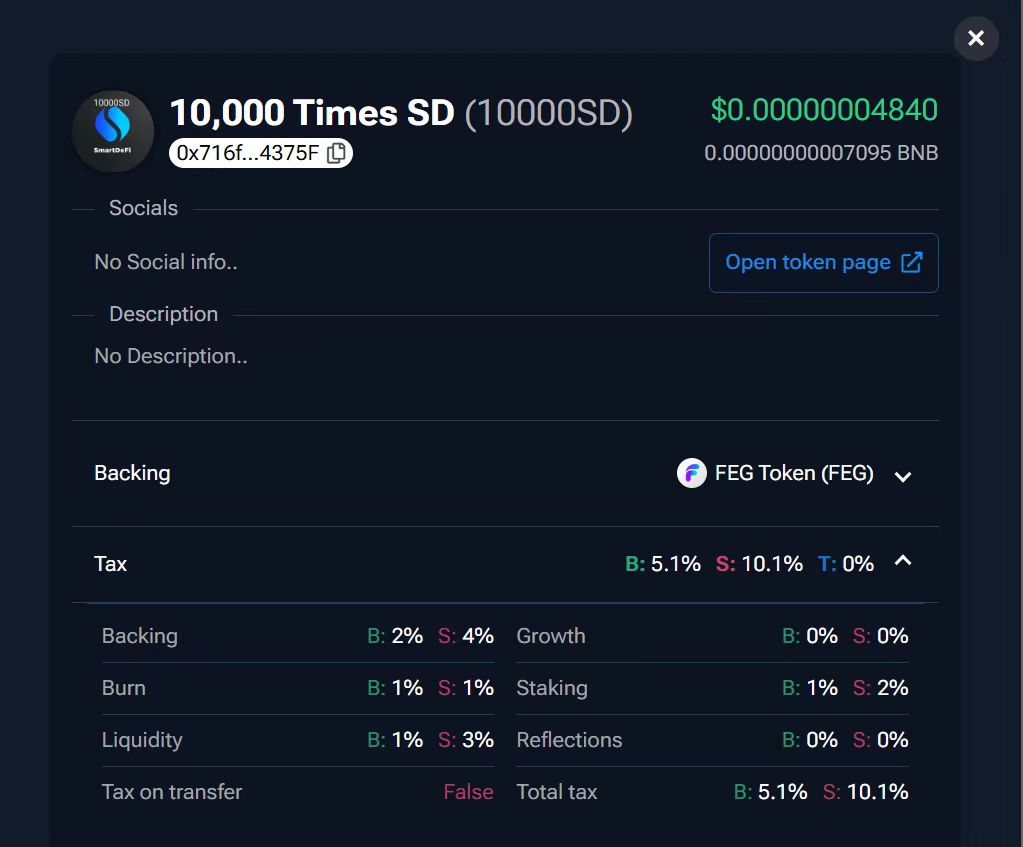 10,000 Times SD (10000SD)
$0.00000004840
10000SD
SmartDeFi
0x716f...4375F
0.00000000007095 BNB
Socials
No Social info..
Open token page
Description
No Description..
Backing
FEG Token (FEG)
Tax
B: 5.1% S: 10.1% T: 0%
Backing B: 2% S: 4% Growth B: 0% S: 0%
Burn B: 1% S: 1% Staking B: 1% S: 2%
Liquidity B: 1% S: 3% Reflections B: 0% S: 0%
Tax on transfer False Total tax B: 5.1% S: 10.1%